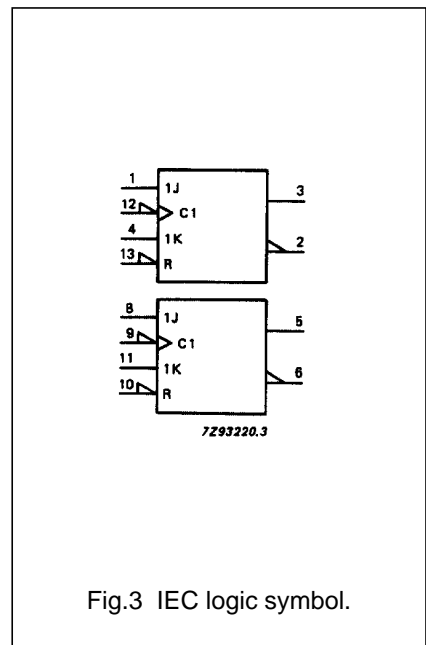 1 1J 3
12 C1
4 1K 2
13 R
8 1J 5
9 C1
11 1K 6
10 R
7Z93220.3
Fig.3 IEC logic symbol.